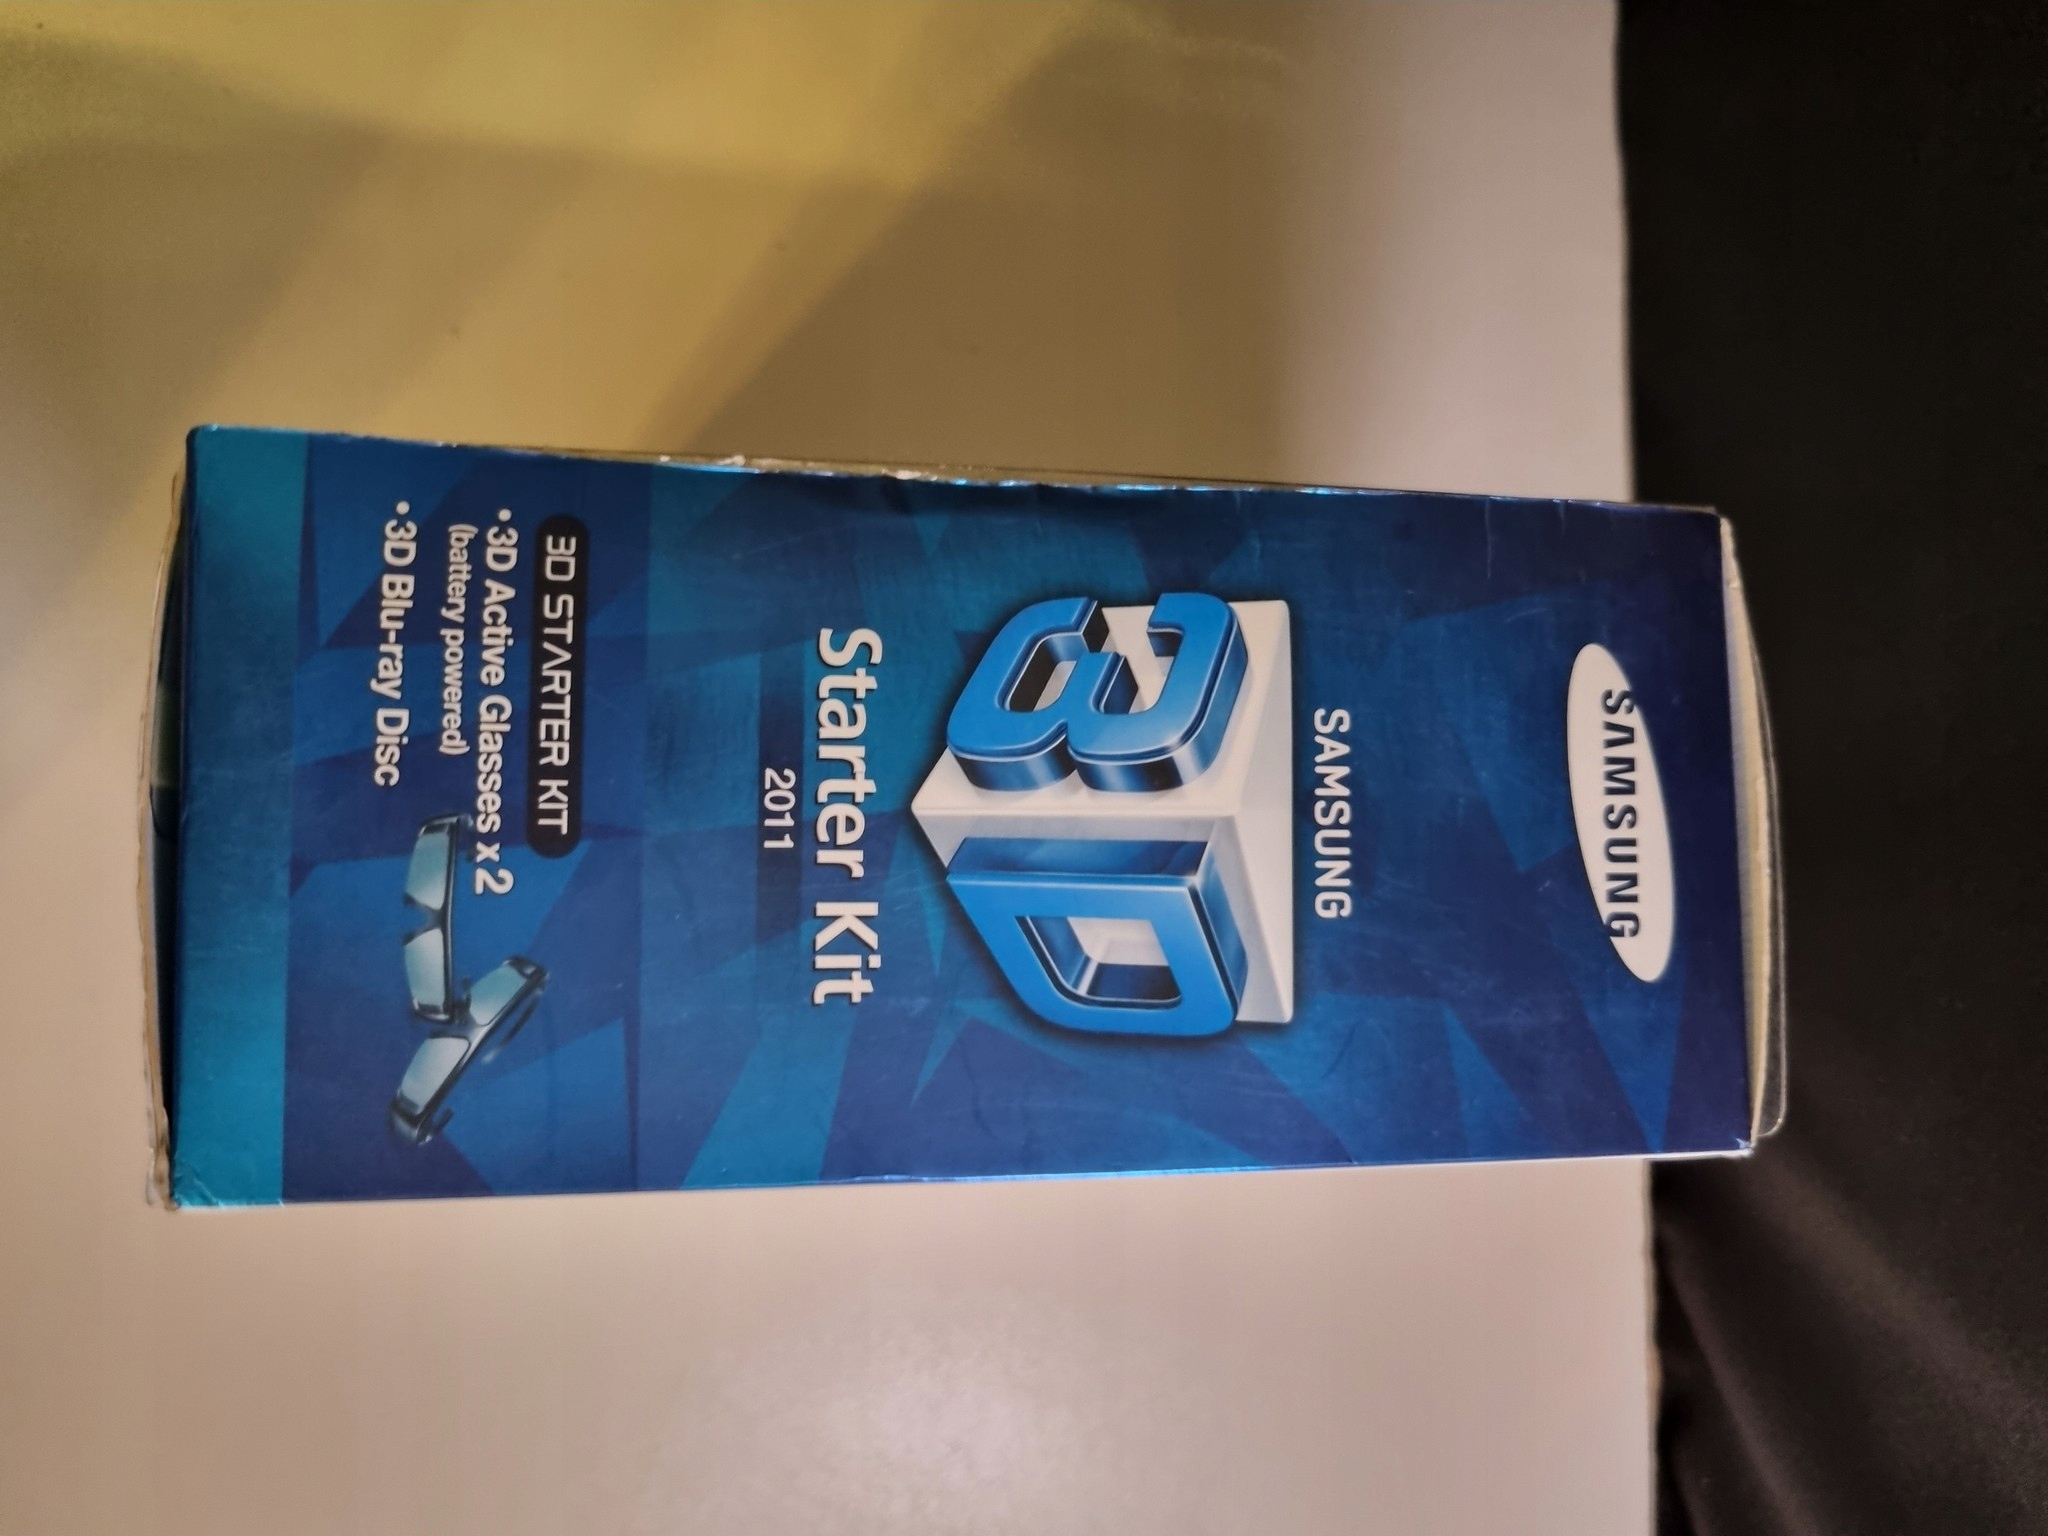 SAMSUNG
SAMSUNG
3D
Starter Kit
2011
3D STARTER KIT
•3D Active Glasses x 2
(battery powered)
•3D Blu-ray Disc